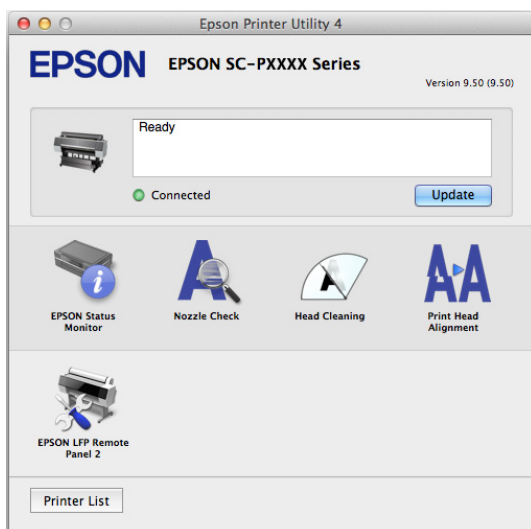 Epson Printer Utility 4
EPSON
EPSON SC-PXXXX Series
Version 9.50 (9.50)
Ready
Connected
Update
EPSON Status
Monitor
Nozzle Check
Head Cleaning
Print Head
Alignment
EPSON LFP Remote
Panel 2
Printer List